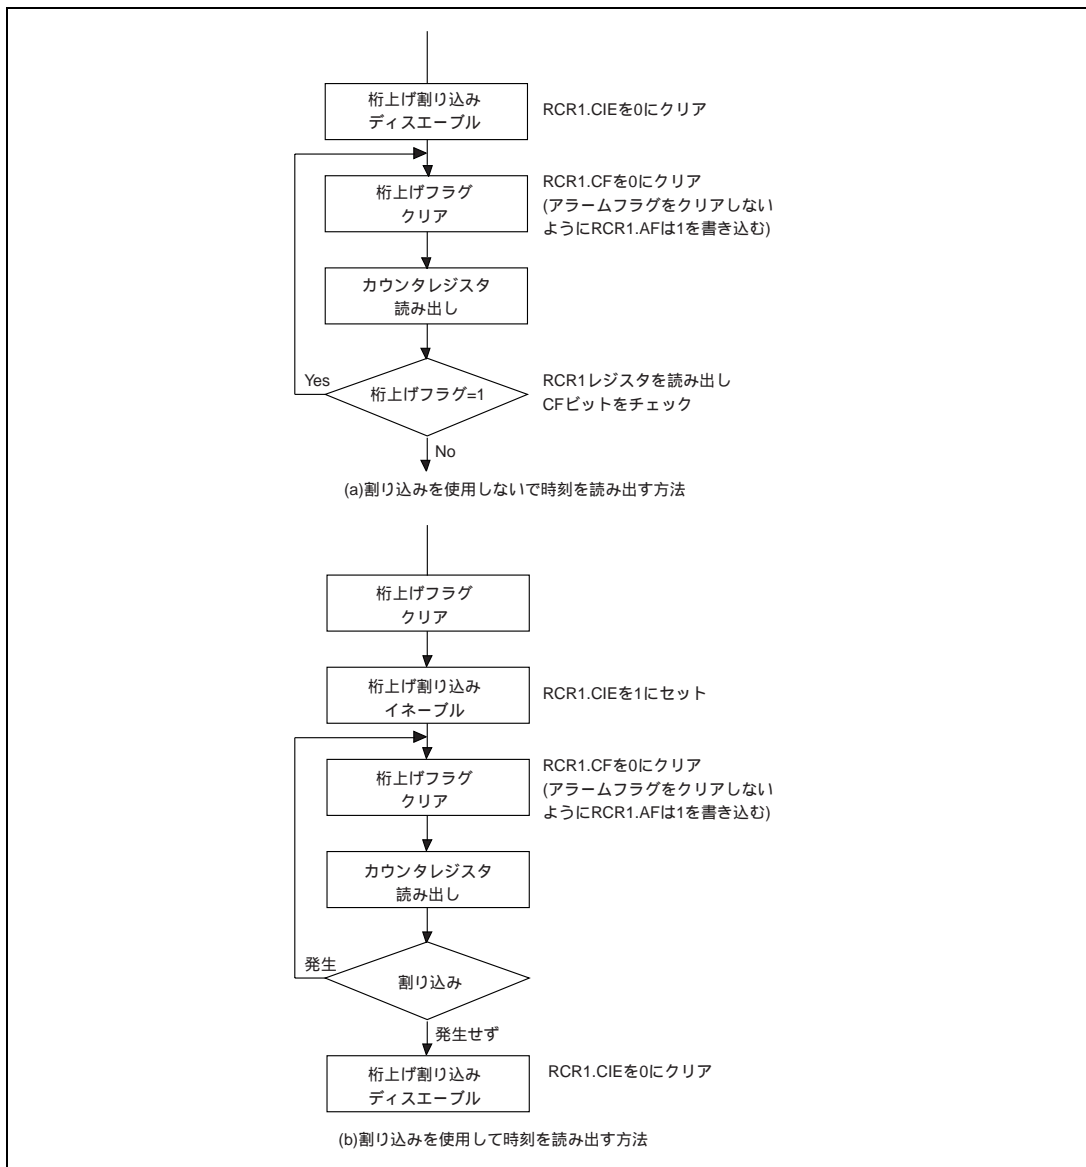 桁上げ割り込み
ディスエーブル
RCR1.CIEを0にクリア
桁上げフラグ
クリア
RCR1.CFを0にクリア
(アラームフラグをクリアしない
ようにRCR1.AFは1を書き込む)
カウンタレジスタ
読み出し
Yes
桁上げフラグ=1
RCR1レジスタを読み出し
CFビットをチェック
No
(a)割り込みを使用しないで時刻を読み出す方法
桁上げフラグ
クリア
桁上げ割り込み
イネーブル
RCR1.CIEを1にセット
桁上げフラグ
クリア
RCR1.CFを0にクリア
(アラームフラグをクリアしない
ようにRCR1.AFは1を書き込む)
カウンタレジスタ
読み出し
発生
割り込み
発生せず
桁上げ割り込み
ディスエーブル
RCR1.CIEを0にクリア
(b)割り込みを使用して時刻を読み出す方法